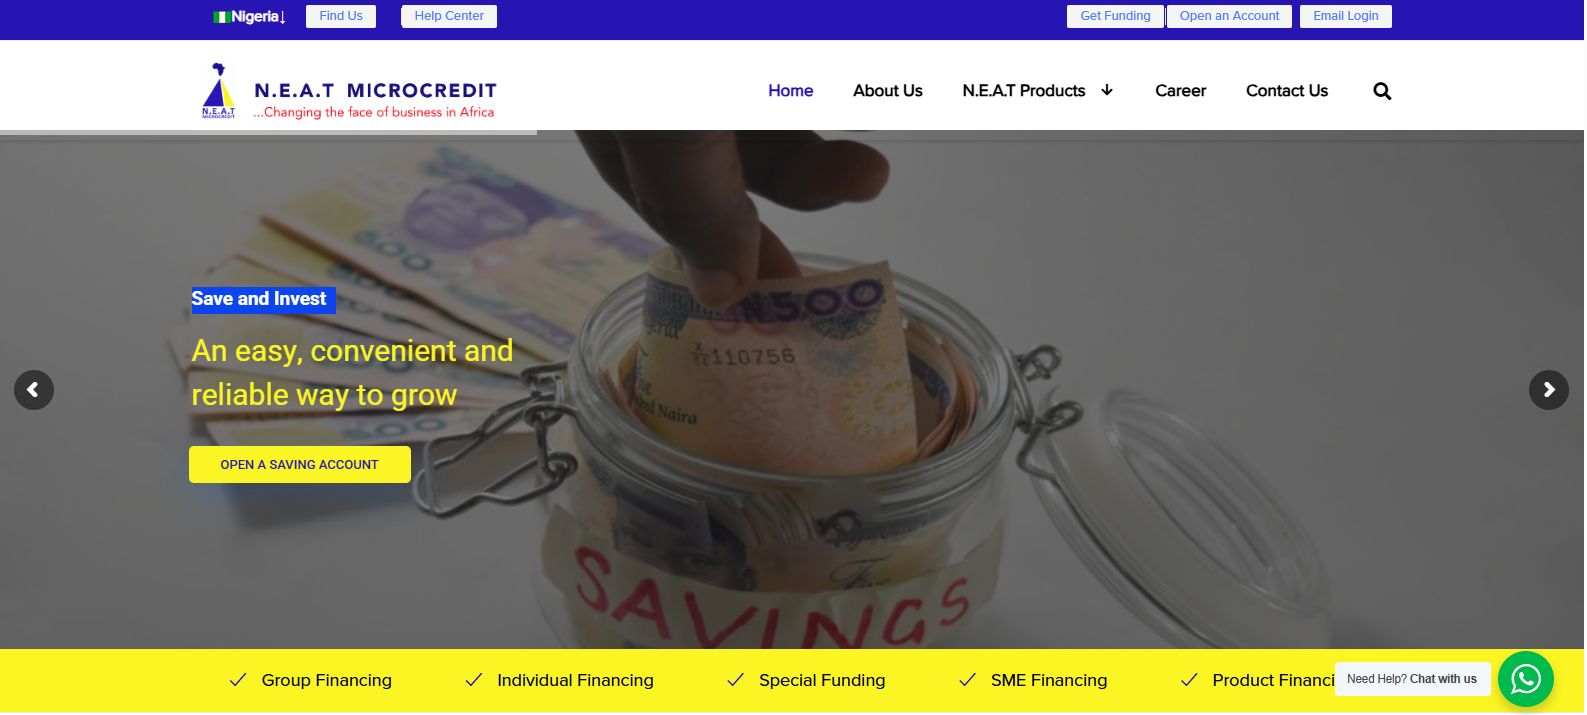 Nigeria↓
Find Us
Help Center
Get Funding
Open an Account
Email Login
N.E.A.T MICROCREDIT
...Changing the face of business in Africa
N.E.A.T
MICROCREDIT
Home
About Us
N.E.A.T Products ↓
Career
Contact Us
Save and Invest
An easy, convenient and
reliable way to grow
OPEN A SAVING ACCOUNT
₦500
110756
Naira
SAVINGS
Group Financing
Individual Financing
Special Funding
SME Financing
Product Financi
Need Help? Chat with us